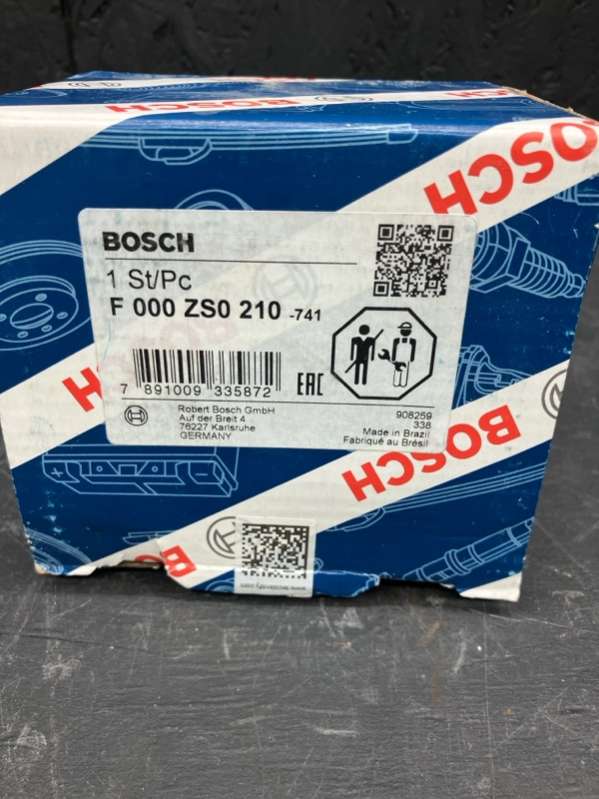 BOSCH
BOSCH
BOSCH
1 St/Pc
F 000 ZS0 210 -741
7 891009 335872
EAC
Robert Bosch GmbH
Auf der Breit 4
76227 Karlsruhe
GERMANY
908259
338
Made in Brazil
Fabriqué au Brésil
BOSCH